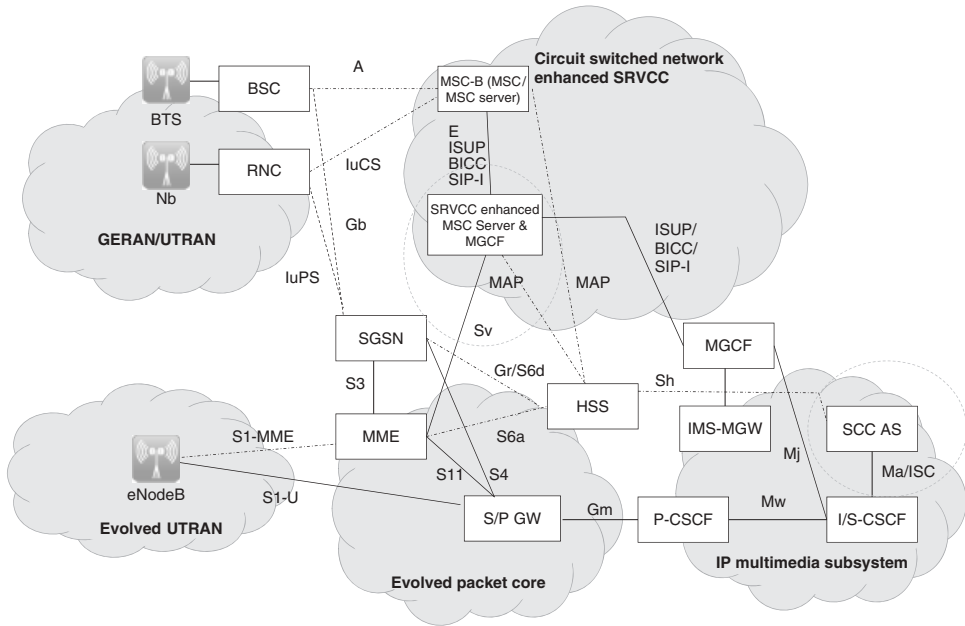 Circuit switched network
enhanced SRVCC
A
MSC-B (MSC/
MSC server)
BSC
BTS
E
ISUP
BICC
SIP-I
IuCS
RNC
Nb
SRVCC enhanced
MSC Server &
MGCF
Gb
ISUP/
BICC/
SIP-I
GERAN/UTRAN
IuPS
MAP
MAP
Sv
SGSN
MGCF
Gr/S6d
S3
Sh
HSS
IMS-MGW
SCC AS
S1-MME
MME
S6a
Mj
Ma/ISC
S11
S4
eNodeB
S1-U
Gm
Mw
S/P GW
P-CSCF
I/S-CSCF
Evolved UTRAN
IP multimedia subsystem
Evolved packet core